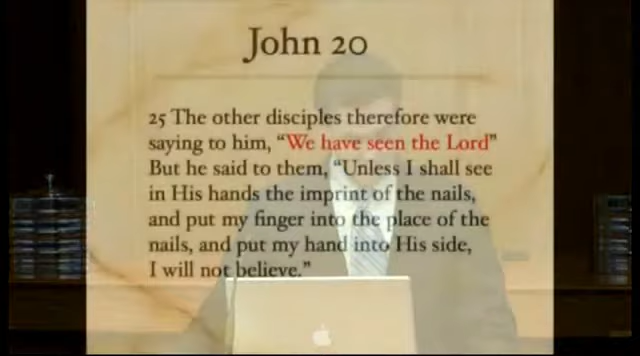 John 20
25 The other disciples therefore were
saying to him, “We have seen the Lord”
But he said to them, “Unless I shall see
in His hands the imprint of the nails,
and put my finger into the place of the
nails, and put my hand into His side,
I will not believe.”